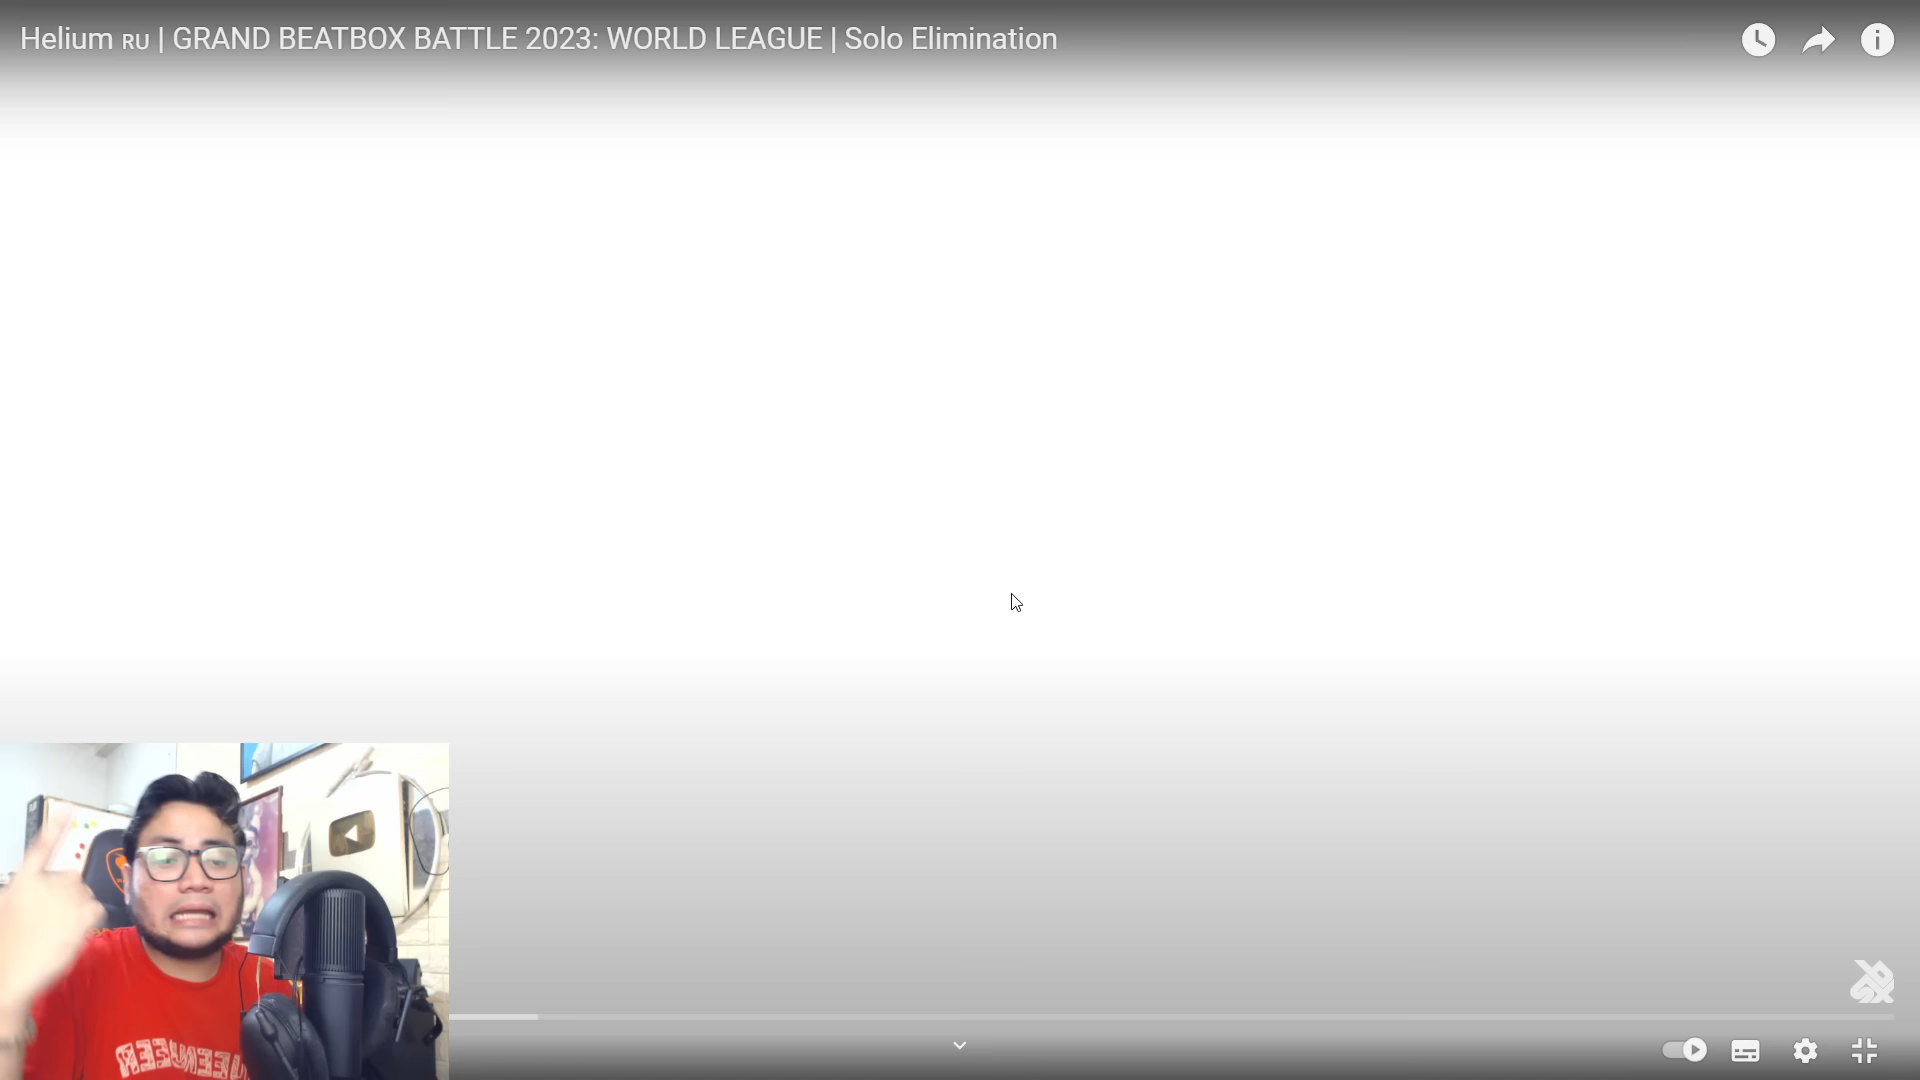 Helium RU | GRAND BEATBOX BATTLE 2023: WORLD LEAGUE | Solo Elimination